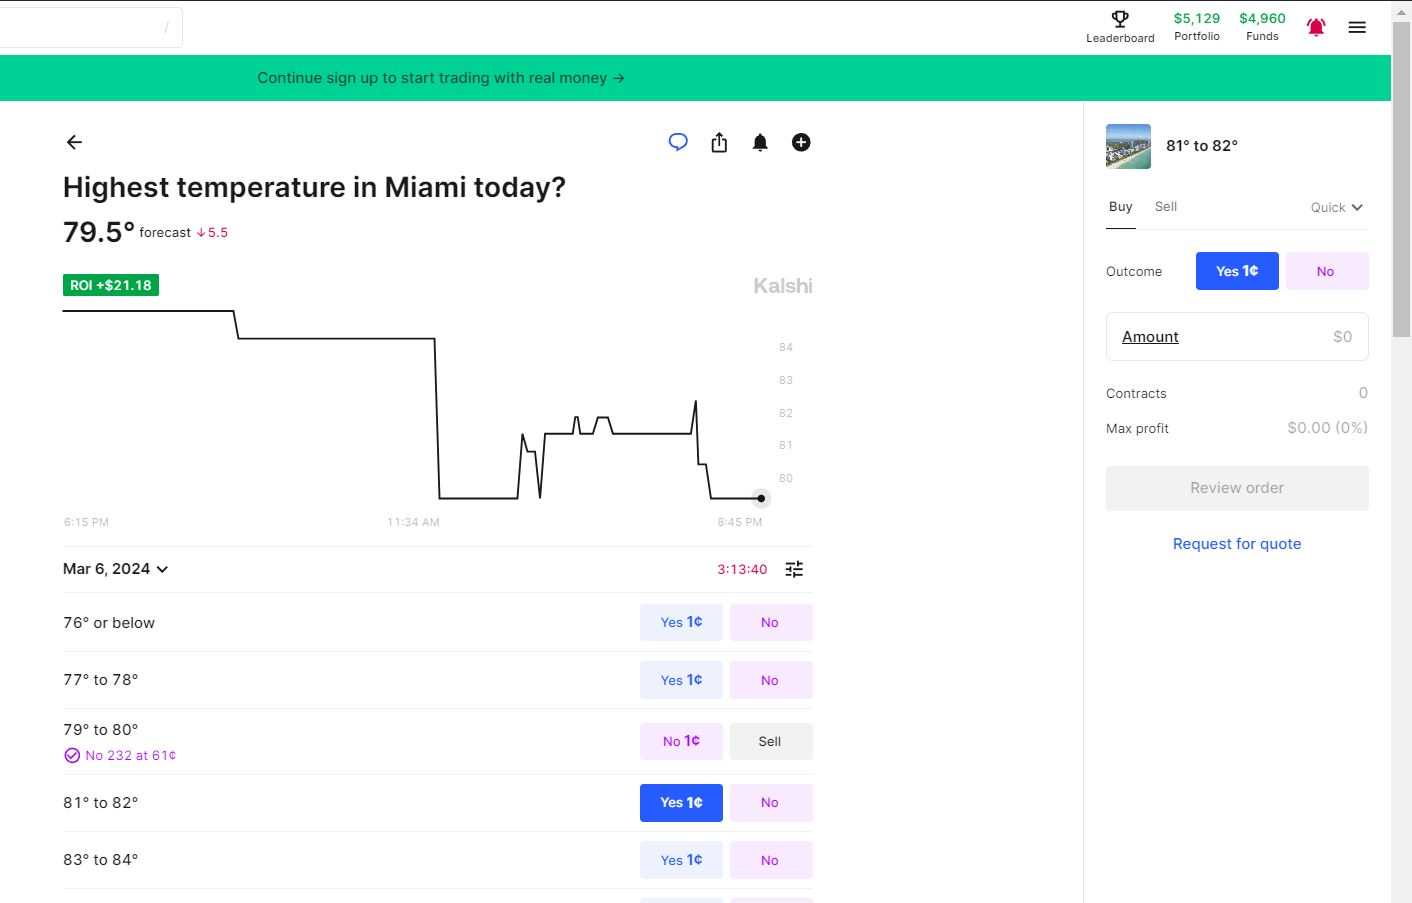 /
Leaderboard
$5,129
Portfolio
$4,960
Funds
Continue sign up to start trading with real money →
Highest temperature in Miami today?
79.5° forecast ↓5.5
ROI +$21.18
Kalshi
84
83
82
81
80
6:15 PM 11:34 AM 8:45 PM
Mar 6, 2024 3:13:40
76° or below Yes 1¢ No
77° to 78° Yes 1¢ No
79° to 80° No 1¢ Sell
No 232 at 61¢
81° to 82° Yes 1¢ No
83° to 84° Yes 1¢ No
81° to 82°
Buy Sell Quick
Outcome Yes 1¢ No
Amount $0
Contracts 0
Max profit $0.00 (0%)
Review order
Request for quote